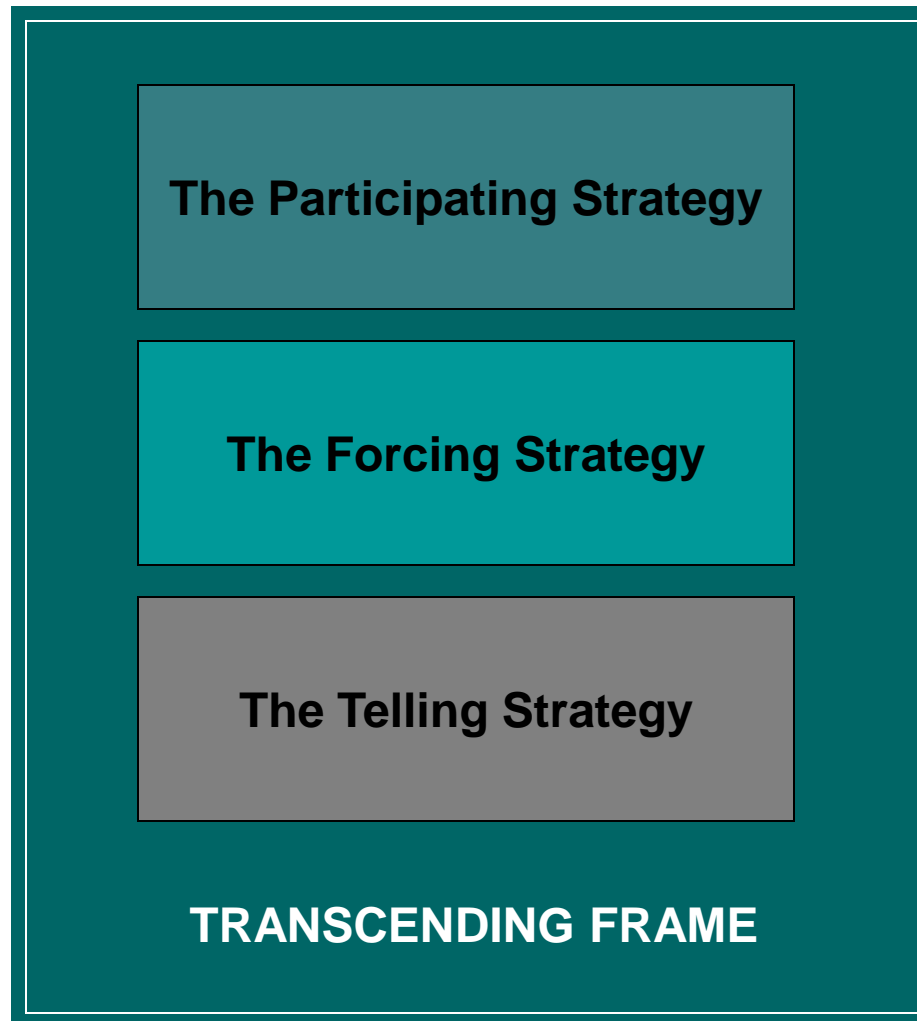 The Participating Strategy
The Forcing Strategy
The Telling Strategy
TRANSCENDING FRAME